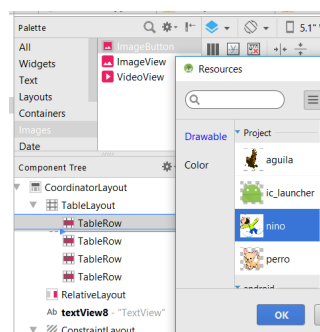 Palette
5.1"
All
Widgets
Text
Layouts
Containers
Images
Date
ImageButton
ImageView
VideoView
Resources
Drawable
Color
Project
aguila
ic_launcher
nino
perro
android
OK
Component Tree
CoordinatorLayout
TableLayout
TableRow
TableRow
TableRow
TableRow
RelativeLayout
Ab textView8 - "TextView"
ConstraintLayout